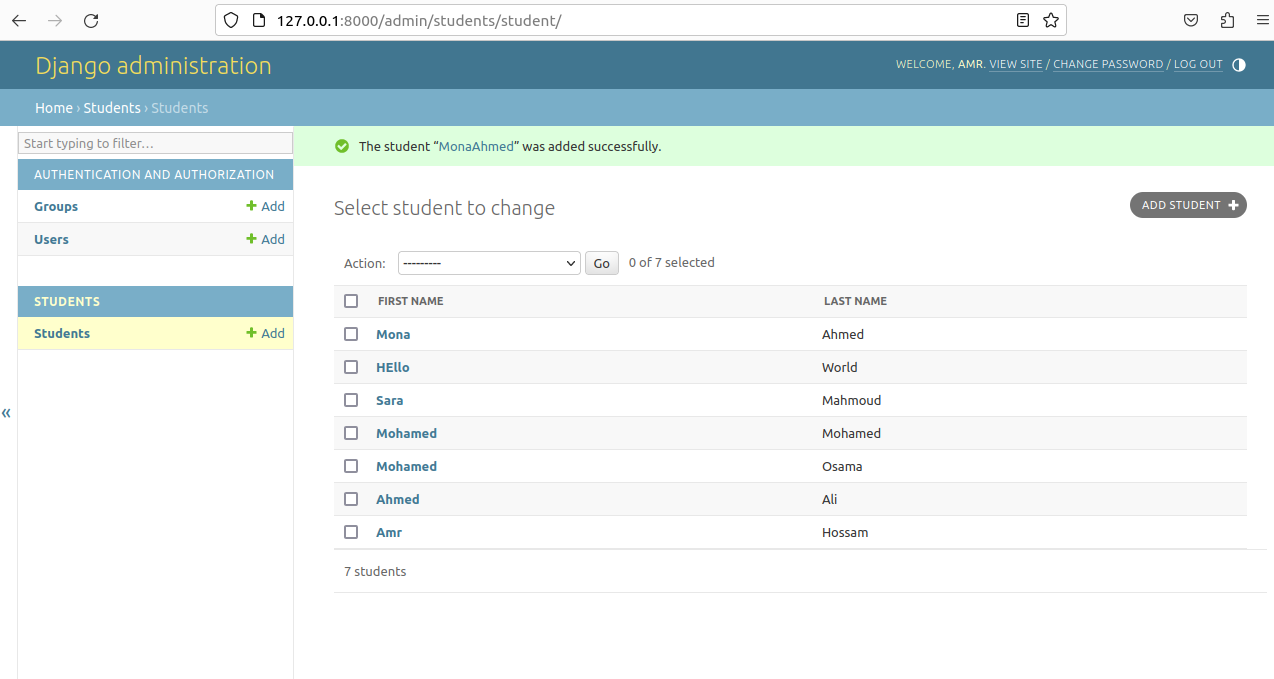 127.0.0.1:8000/admin/students/student/
Django administration
WELCOME, AMR. VIEW SITE / CHANGE PASSWORD / LOG OUT
Home › Students › Students
Start typing to filter…
AUTHENTICATION AND AUTHORIZATION
Groups + Add
Users + Add
STUDENTS
Students + Add
«
The student “MonaAhmed” was added successfully.
Select student to change
ADD STUDENT +
Action: --------- Go 0 of 7 selected
FIRST NAME LAST NAME
Mona Ahmed
HEllo World
Sara Mahmoud
Mohamed Mohamed
Mohamed Osama
Ahmed Ali
Amr Hossam
7 students